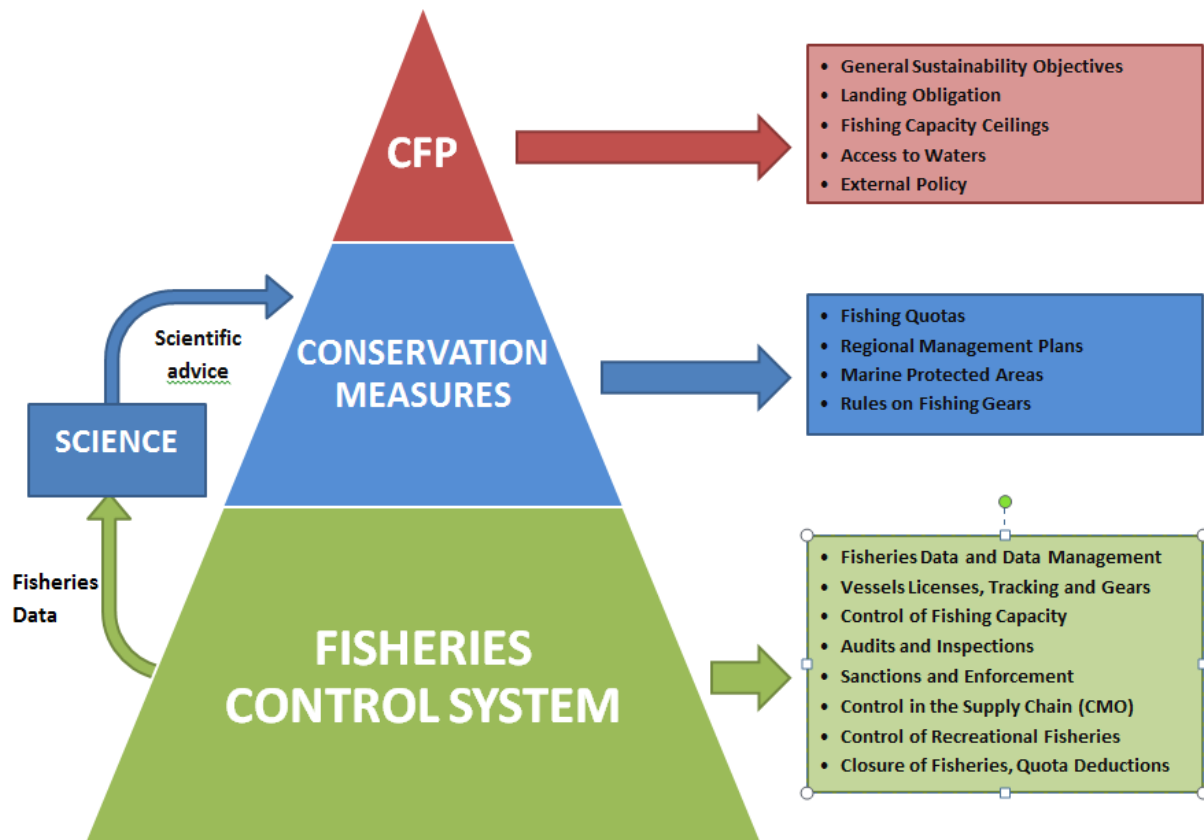 CFP
• General Sustainability Objectives
• Landing Obligation
• Fishing Capacity Ceilings
• Access to Waters
• External Policy
Scientific
advice
SCIENCE
CONSERVATION
MEASURES
• Fishing Quotas
• Regional Management Plans
• Marine Protected Areas
• Rules on Fishing Gears
Fisheries
Data
FISHERIES
CONTROL SYSTEM
• Fisheries Data and Data Management
• Vessels Licenses, Tracking and Gears
• Control of Fishing Capacity
• Audits and Inspections
• Sanctions and Enforcement
• Control in the Supply Chain (CMO)
• Control of Recreational Fisheries
• Closure of Fisheries, Quota Deductions